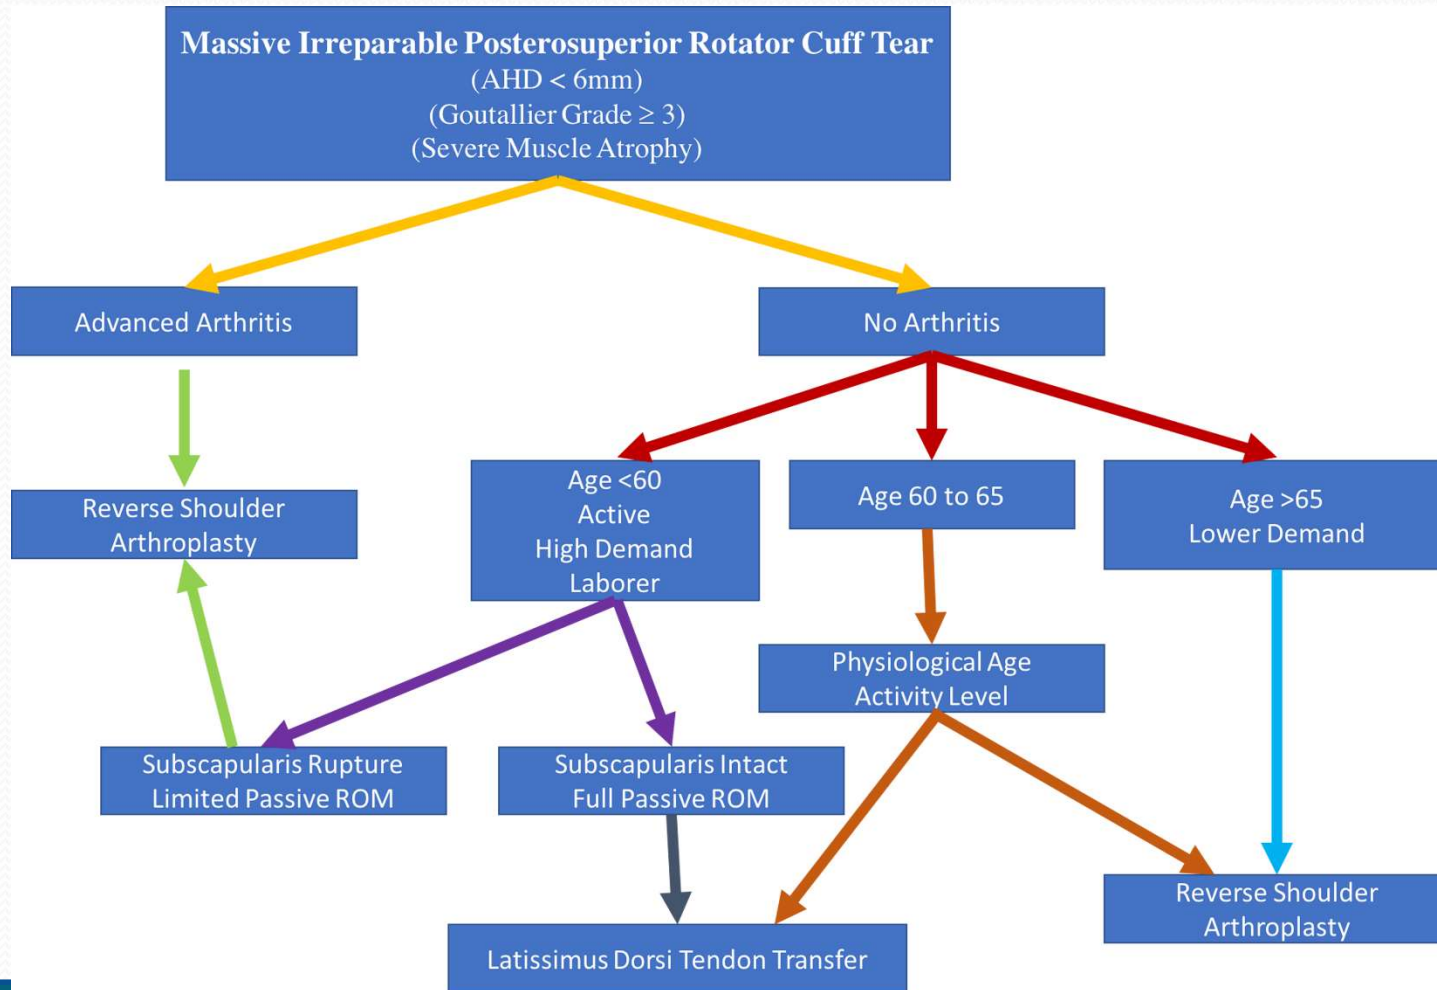 Massive Irreparable Posterosuperior Rotator Cuff Tear
(AHD < 6mm)
(Goutallier Grade ≥ 3)
(Severe Muscle Atrophy)
Advanced Arthritis
No Arthritis
Reverse Shoulder
Arthroplasty
Age <60
Active
High Demand
Laborer
Age 60 to 65
Age >65
Lower Demand
Physiological Age
Activity Level
Subscapularis Rupture
Limited Passive ROM
Subscapularis Intact
Full Passive ROM
Reverse Shoulder
Arthroplasty
Latissimus Dorsi Tendon Transfer